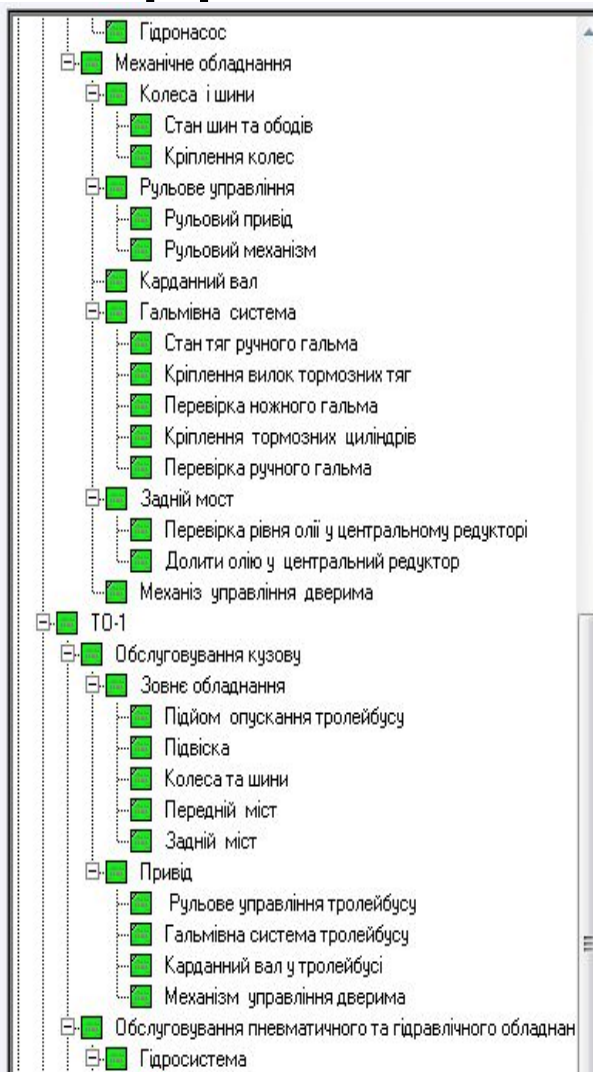 Гідронасос
Механічне обладнання
Колеса і шини
Стан шин та ободів
Кріплення колес
Рульове управління
Рульовий привід
Рульовий механізм
Карданний вал
Гальмівна система
Стан тяг ручного гальма
Кріплення вилок тормозних тяг
Перевірка ножного гальма
Кріплення тормозних циліндрів
Перевірка ручного гальма
Задній мост
Перевірка рівня олії у центральному редукторі
Долити олію у центральний редуктор
Механіз управління дверима
ТО-1
Обслуговування кузову
Зовнє обладнання
Підйом опускання тролейбусу
Підвіска
Колеса та шини
Передній міст
Задній міст
Привід
Рульове управління тролейбусу
Гальмівна система тролейбусу
Карданний вал у тролейбусі
Механізм управління дверима
Обслуговування пневматичного та гідравлічного обладнан
Гідросистема